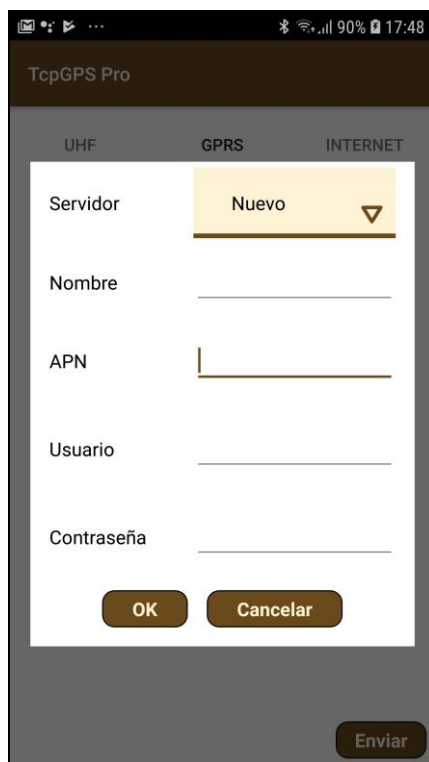 90% 17:48
TcpGPS Pro
UHF GPRS INTERNET
Servidor Nuevo
Nombre
APN
Usuario
Contraseña
OK Cancelar
Enviar